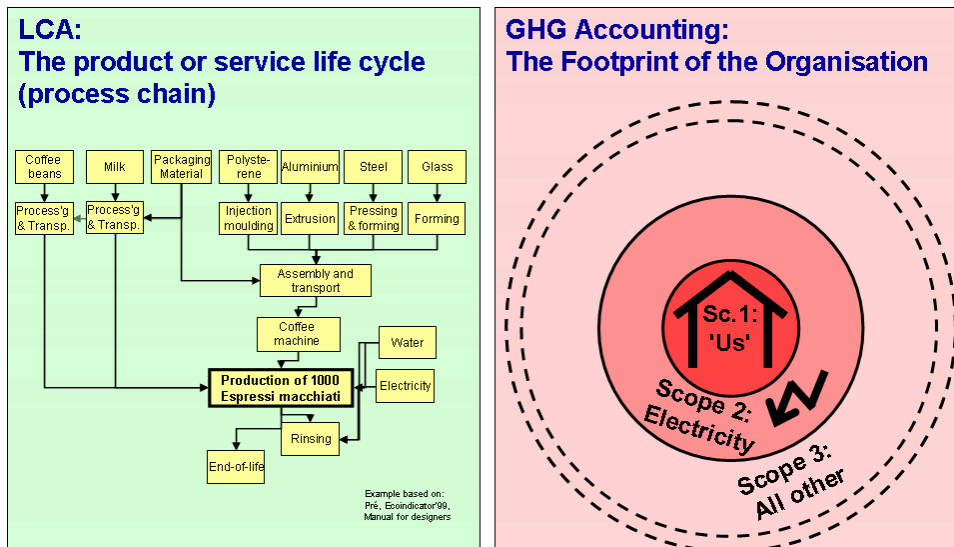 LCA:
The product or service life cycle
(process chain)
Coffee
beans
Milk
Packaging
Material
Polyste-
rene
Aluminium
Steel
Glass
Process'g
& Transp.
Process'g
& Transp.
Injection
moulding
Extrusion
Pressing
& forming
Forming
Assembly and
transport
Coffee
machine
Water
Production of 1000
Espressi macchiati
Electricity
Rinsing
End-of-life
Example based on:
Pré, Ecoindicator'99,
Manual for designers
GHG Accounting:
The Footprint of the Organisation
Sc.1:
'Us'
Scope 2:
Electricity
Scope 3:
All other